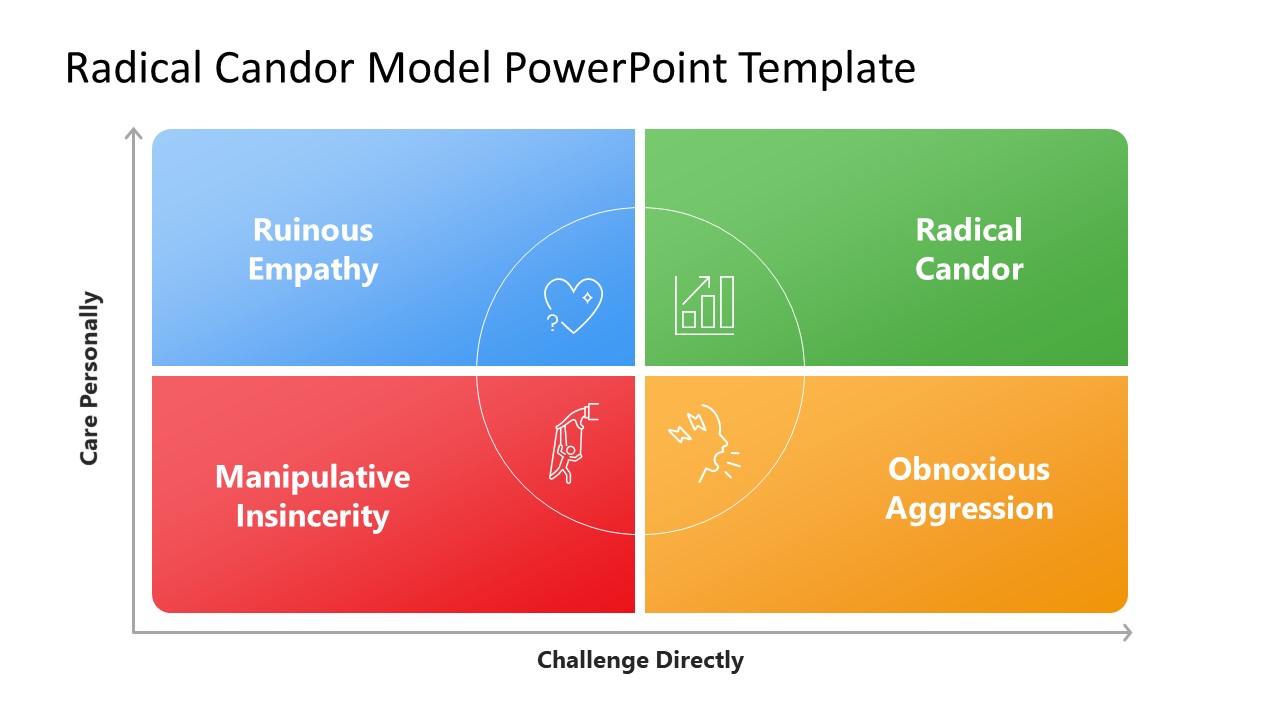 Radical Candor Model PowerPoint Template
Care Personally
Ruinous
Empathy
Radical
Candor
?
Manipulative
Insincerity
Obnoxious
Aggression
Challenge Directly